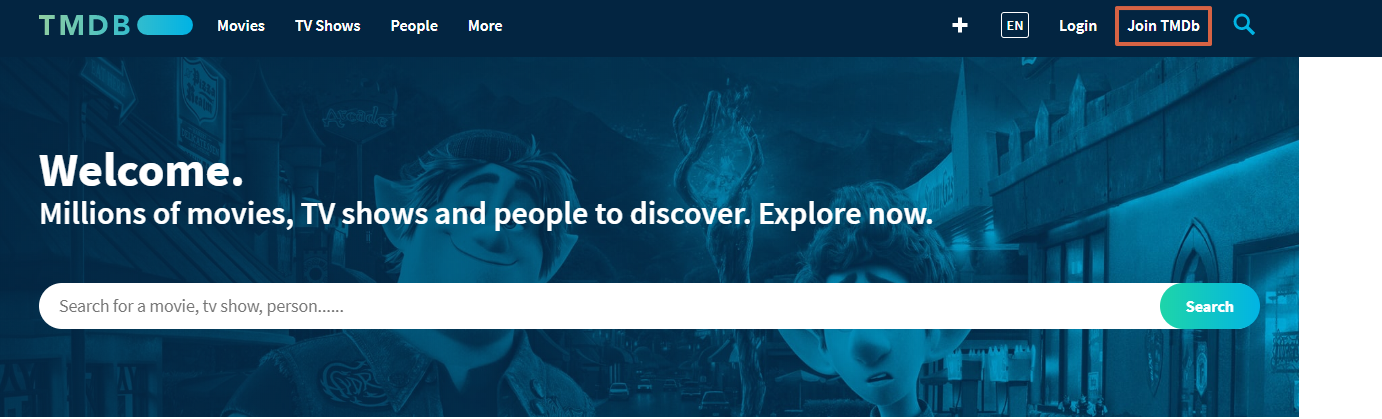 TMDB Movies TV Shows People More + EN Login Join TMDb
Welcome.
Millions of movies, TV shows and people to discover. Explore now.
Search for a movie, tv show, person...... Search